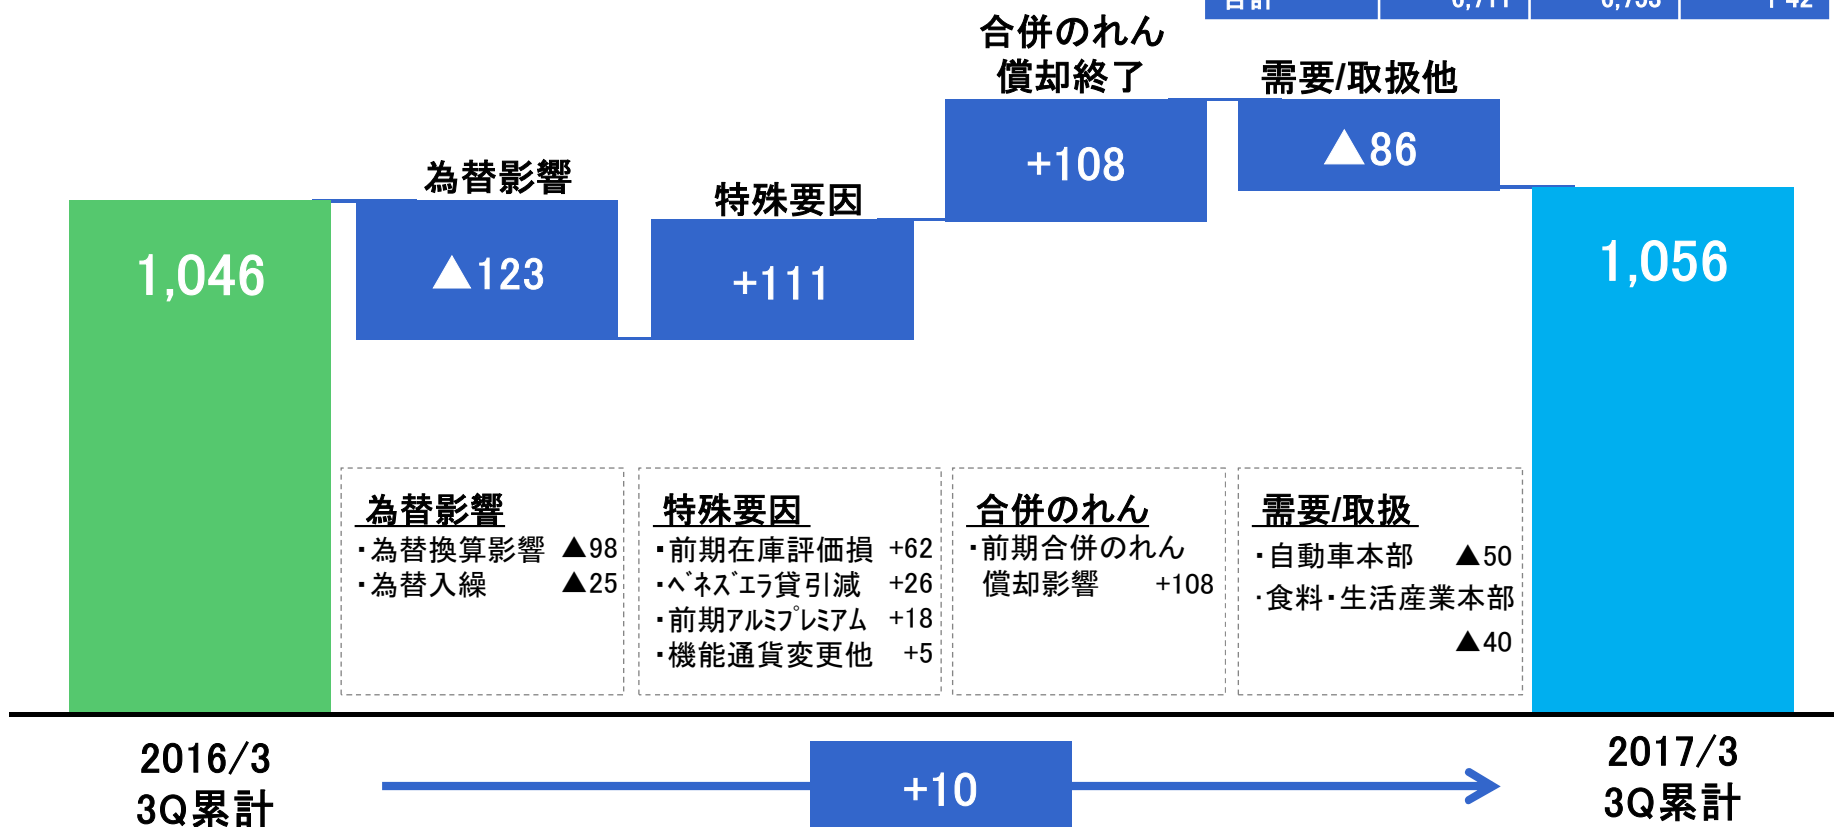 合計 6,711 6,753 +42
合併のれん
償却終了
需要/取扱他
為替影響
特殊要因
1,046
▲123
+111
+108
▲86
1,056
為替影響
・為替換算影響 ▲98
・為替入繰 ▲25
特殊要因
・前期在庫評価損 +62
・ﾍﾞﾈｽﾞｴﾗ貸引減 +26
・前期ｱﾙﾐﾌﾟﾚﾐｱﾑ +18
・機能通貨変更他 +5
合併のれん
・前期合併のれん
償却影響 +108
需要/取扱
・自動車本部 ▲50
・食料・生活産業本部
▲40
2016/3
3Q累計
+10
2017/3
3Q累計